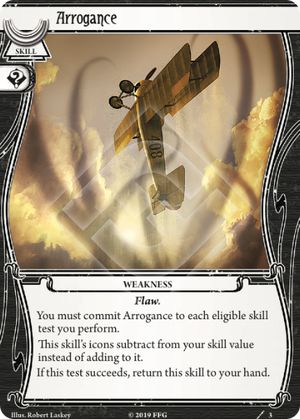 Arrogance
SKILL
?
WEAKNESS
Flaw.
You must commit Arrogance to each eligible skill
test you perform.
This skill's icons subtract from your skill value
instead of adding to it.
If this test succeeds, return this skill to your hand.
Illus. Robert Laskey
© 2019 FFG
3